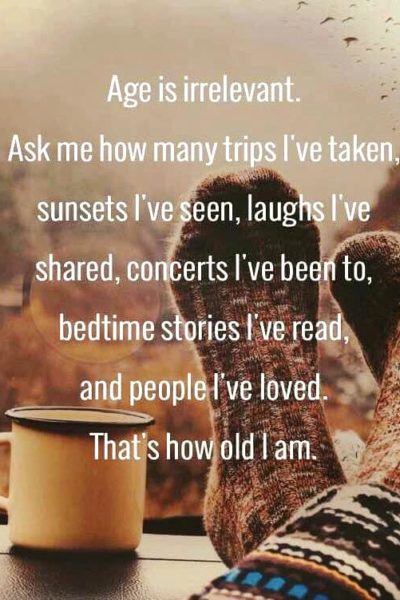 Age is irrelevant.
Ask me how many trips I've taken,
sunsets I've seen, laughs I've
shared, concerts I've been to,
bedtime stories I've read,
and people I've loved.
That's how old I am.